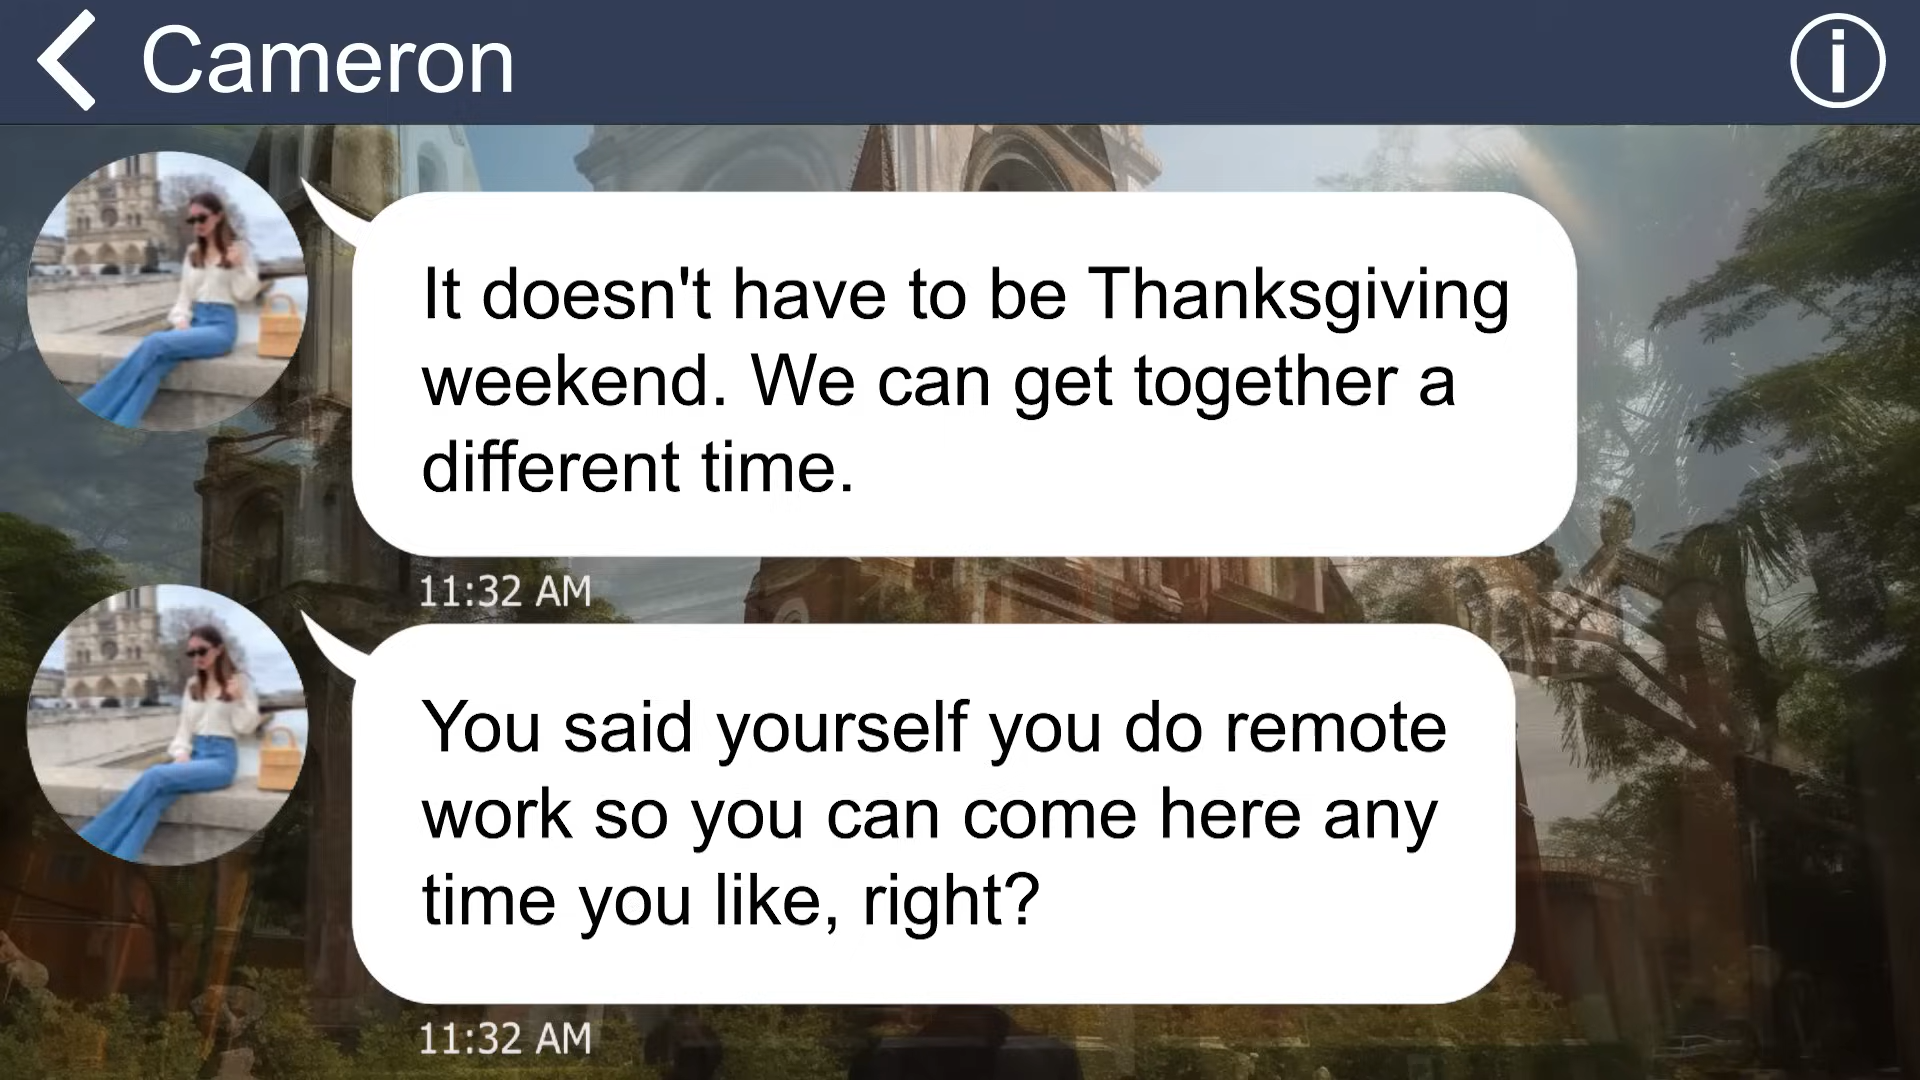 Cameron
It doesn't have to be Thanksgiving
weekend. We can get together a
different time.
11:32 AM
You said yourself you do remote
work so you can come here any
time you like, right?
11:32 AM